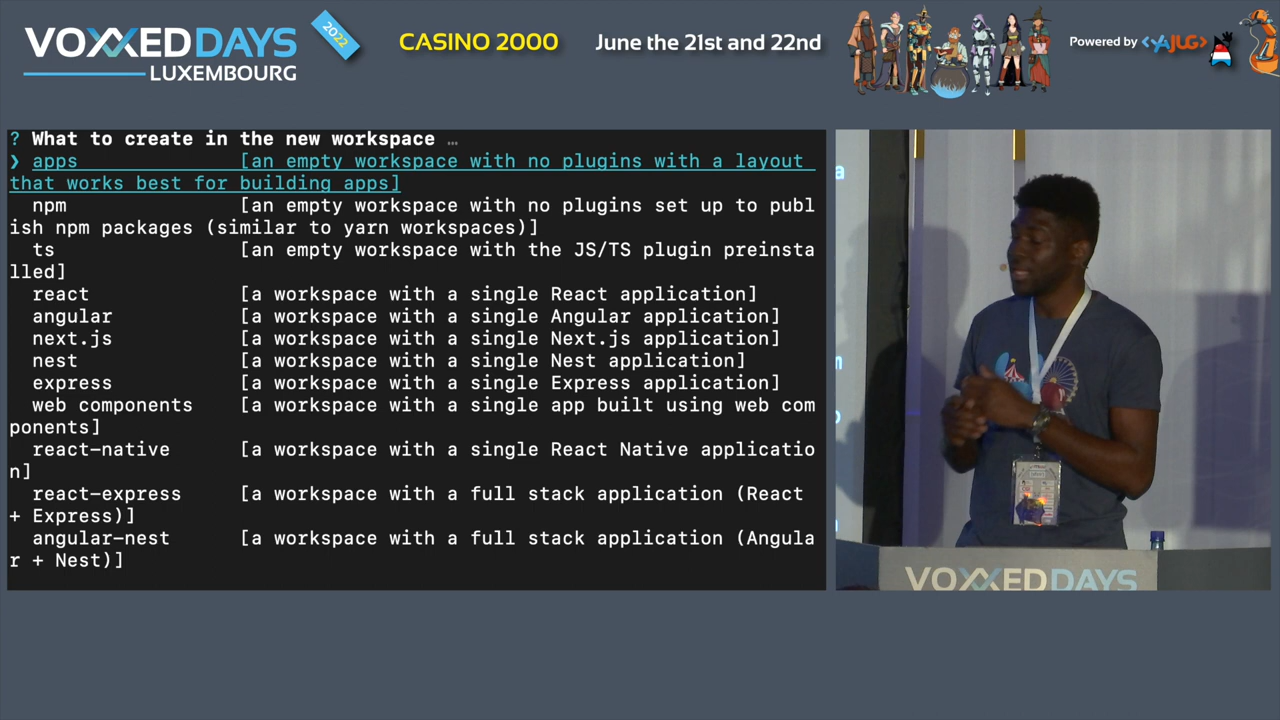 VOXXEDDAYS
LUXEMBOURG
2022
CASINO 2000
June the 21st and 22nd
Powered by <YAJUG>
? What to create in the new workspace …
❯ apps [an empty workspace with no plugins with a layout
that works best for building apps]
npm [an empty workspace with no plugins set up to publ
ish npm packages (similar to yarn workspaces)]
ts [an empty workspace with the JS/TS plugin preinsta
lled]
react [a workspace with a single React application]
angular [a workspace with a single Angular application]
next.js [a workspace with a single Next.js application]
nest [a workspace with a single Nest application]
express [a workspace with a single Express application]
web components [a workspace with a single app built using web com
ponents]
react-native [a workspace with a single React Native applicatio
n]
react-express [a workspace with a full stack application (React
+ Express)]
angular-nest [a workspace with a full stack application (Angula
r + Nest)]
VOXXEDDAYS